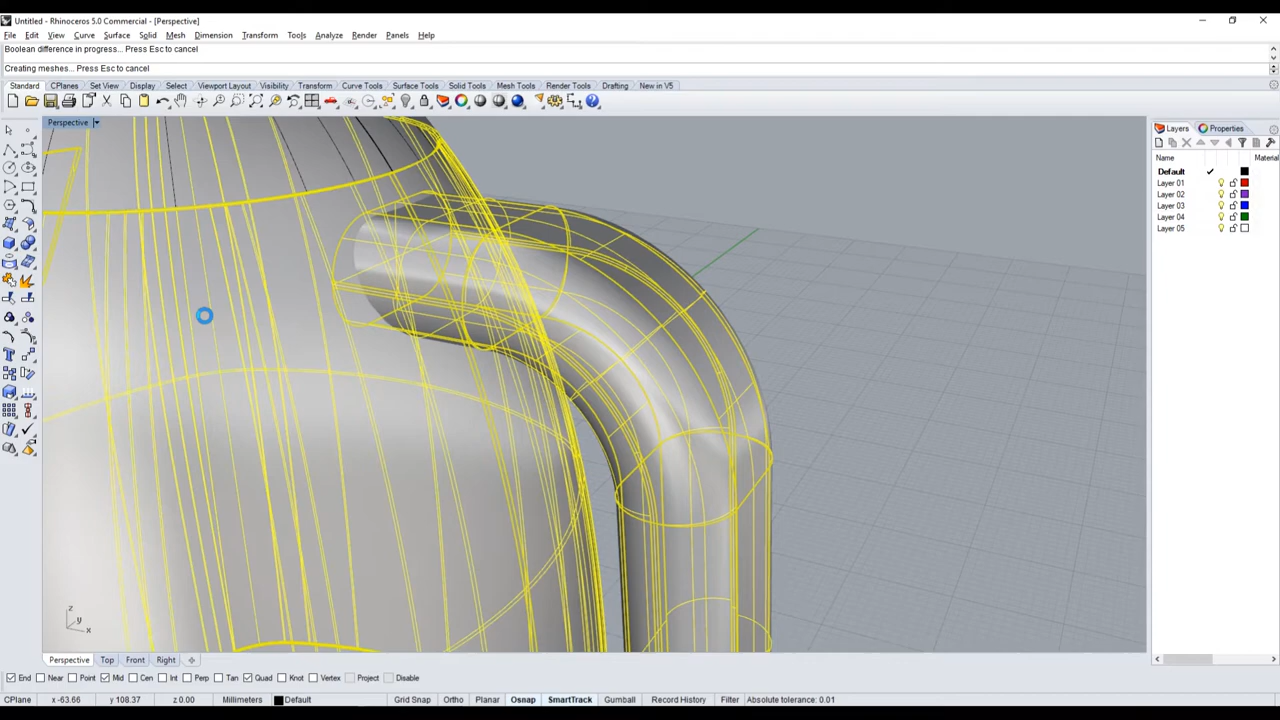 Untitled - Rhinoceros 5.0 Commercial - [Perspective]
File Edit View Curve Surface Solid Mesh Dimension Transform Tools Analyze Render Panels Help
Boolean difference in progress... Press Esc to cancel
Creating meshes... Press Esc to cancel
Standard CPlanes Set View Display Select Viewport Layout Visibility Transform Curve Tools Surface Tools Solid Tools Mesh Tools Render Tools Drafting New in V5
Perspective
Layers Properties
Name Material
Default
Layer 01
Layer 02
Layer 03
Layer 04
Layer 05
z
y
x
Perspective Top Front Right
End Near Point Mid Cen Int Perp Tan Quad Knot Vertex Project Disable
CPlane x -63.66 y 108.37 z 0.00 Millimeters Default Grid Snap Ortho Planar Osnap SmartTrack Gumball Record History Filter Absolute tolerance: 0.01